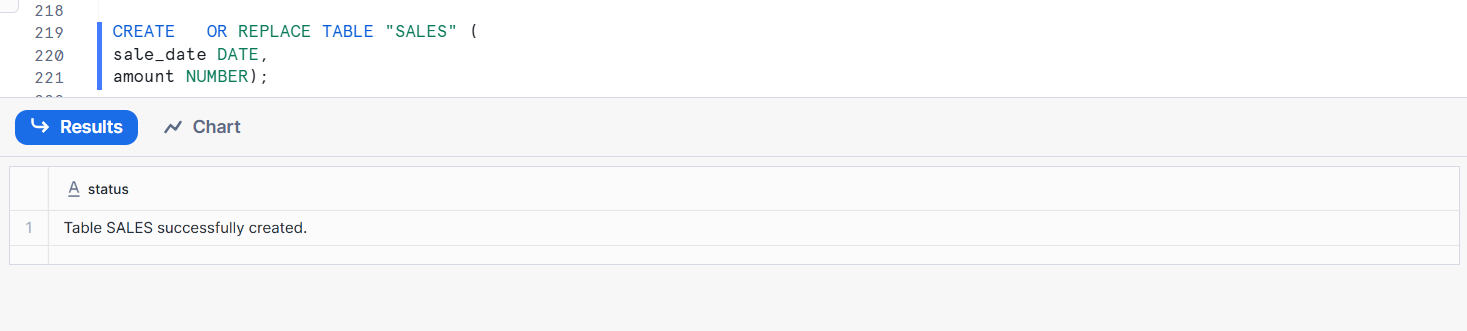 218
219 CREATE   OR REPLACE TABLE "SALES" (
220 sale_date DATE,
221 amount NUMBER);
Results Chart
A status
1 Table SALES successfully created.